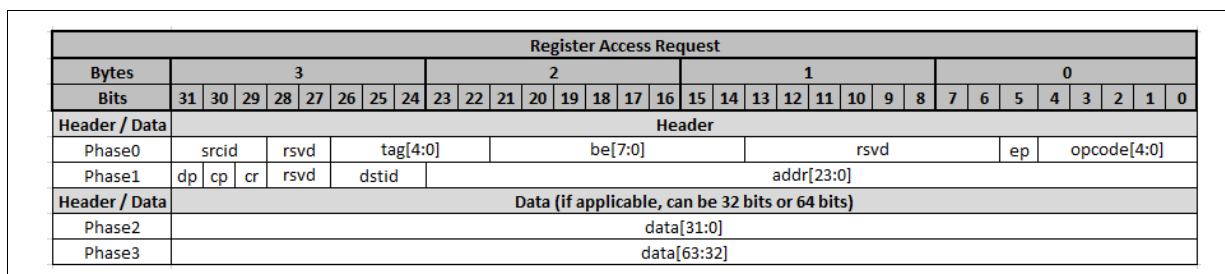 Register Access Request
Bytes 3 2 1 0
Bits 31 30 29 28 27 26 25 24 23 22 21 20 19 18 17 16 15 14 13 12 11 10 9 8 7 6 5 4 3 2 1 0
Header / Data Header
Phase0 srcid rsvd tag[4:0] be[7:0] rsvd ep opcode[4:0]
Phase1 dp cp cr rsvd dstid addr[23:0]
Header / Data Data (if applicable, can be 32 bits or 64 bits)
Phase2 data[31:0]
Phase3 data[63:32]